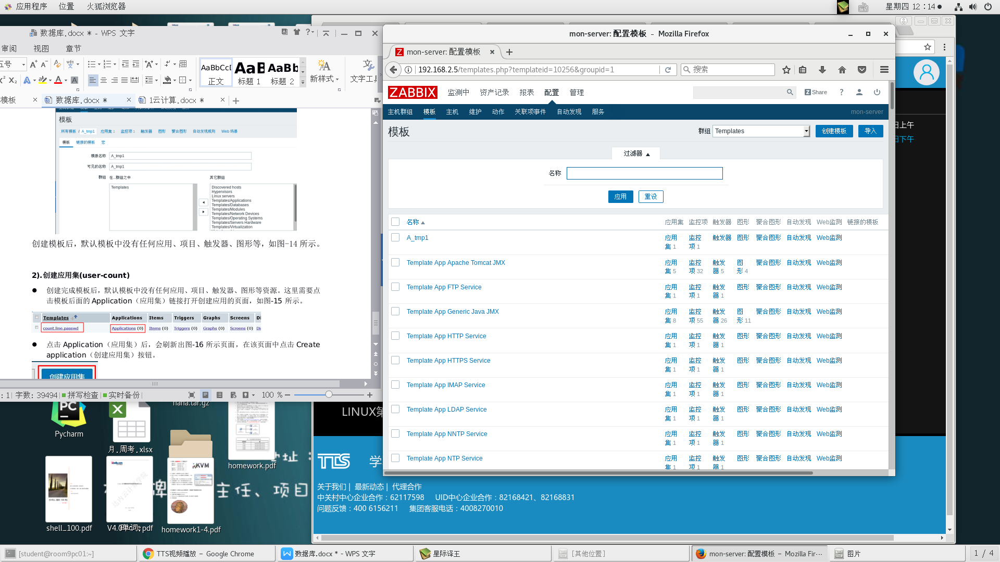 应用程序 位置 火狐浏览器
星期四 12：14
数据库.docx * - WPS 文字
审阅 视图 章节
AaBbCcD AaB AaBb
正文 标题 1 标题 2 新样式 文字工具
模板 数据库.docx * 1云计算.docx *
模板
所有模板 / A_tmp1 应用集 1 监控项 1 触发器 图形 聚合图形 自动发现规则 Web 场景
模板 链接的模板 宏
模版名称 A_tmp1
可见的名称 A_tmp1
群组 在...群组之中 其它群组
Templates
Discovered hosts
Hypervisors
Linux servers
Templates/Applications
Templates/Databases
Templates/Modules
Templates/Network Devices
Templates/Operating Systems
Templates/Servers Hardware
Templates/Virtualization
创建模板后，默认模板中没有任何应用、项目、触发器、图形等，如图-14 所示。
2).创建应用集(user-count)
● 创建完成模板后，默认模板中没有任何应用、项目、触发器、图形等资源。这里需要点
击模板后面的 Application（应用集）链接打开创建应用的页面，如图-15 所示。
Templates Applications Items Triggers Graphs Screens Di
count.line.passwd Applications (0) Items (0) Triggers (0) Graphs (0) Screens (0) Di
● 点击 Application（应用集）后，会刷新出图-16 所示页面，在该页面中点击 Create
application（创建应用集）按钮。
创建应用集
: 1 字数: 39494 拼写检查 实时备份 100 %
mon-server: 配置模板 - Mozilla Firefox
mon-server: 配置模板
192.168.2.5/templates.php?templateid=10256&groupid=1 搜索
ZABBIX 监测中 资产记录 报表 配置 管理 Share ?
主机群组 模板 主机 维护 动作 关联项事件 自动发现 服务 mon-server
模板 群组 Templates 创建模板 导入
过滤器
名称
应用 重设
名称 应用集 监控项 触发器 图形 聚合图形 自动发现 Web监测 链接的模板
A_tmp1 应用集 1 监控项 1 触发器 图形 聚合图形 自动发现 Web监测
Template App Apache Tomcat JMX 应用集 5 监控项 32 触发器 5 图形 4 聚合图形 自动发现 Web监测
Template App FTP Service 应用集 1 监控项 1 触发器 1 图形 聚合图形 自动发现 Web监测
Template App Generic Java JMX 应用集 8 监控项 55 触发器 26 图形 11 聚合图形 自动发现 Web监测
Template App HTTP Service 应用集 1 监控项 1 触发器 1 图形 聚合图形 自动发现 Web监测
Template App HTTPS Service 应用集 1 监控项 1 触发器 1 图形 聚合图形 自动发现 Web监测
Template App IMAP Service 应用集 1 监控项 1 触发器 1 图形 聚合图形 自动发现 Web监测
Template App LDAP Service 应用集 1 监控项 1 触发器 1 图形 聚合图形 自动发现 Web监测
Template App NNTP Service 应用集 1 监控项 1 触发器 1 图形 聚合图形 自动发现 Web监测
Template App NTP Service 应用集 1 监控项 1 触发器 1 图形 聚合图形 自动发现 Web监测
日上午
日下午
LINUX第
TTS 学
关于我们 | 最新动态 | 代理合作
中关村中心企业合作：62117598 UID中心企业合作：82168421、82168831
问题反馈：400 6156211 集团客服电话：4008270010
PC
Pycharm
月.周考.xlsx
homework.pdf
KVM
shell_100.pdf
homework1-4.pdf
主任、项目
[student@room9pc01:~] TTS视频播放 - Google Chrome 数据库.docx * - WPS 文字 星际译王 [其他位置] mon-server: 配置模板 - Mozilla Fir··· 图片 1 / 4